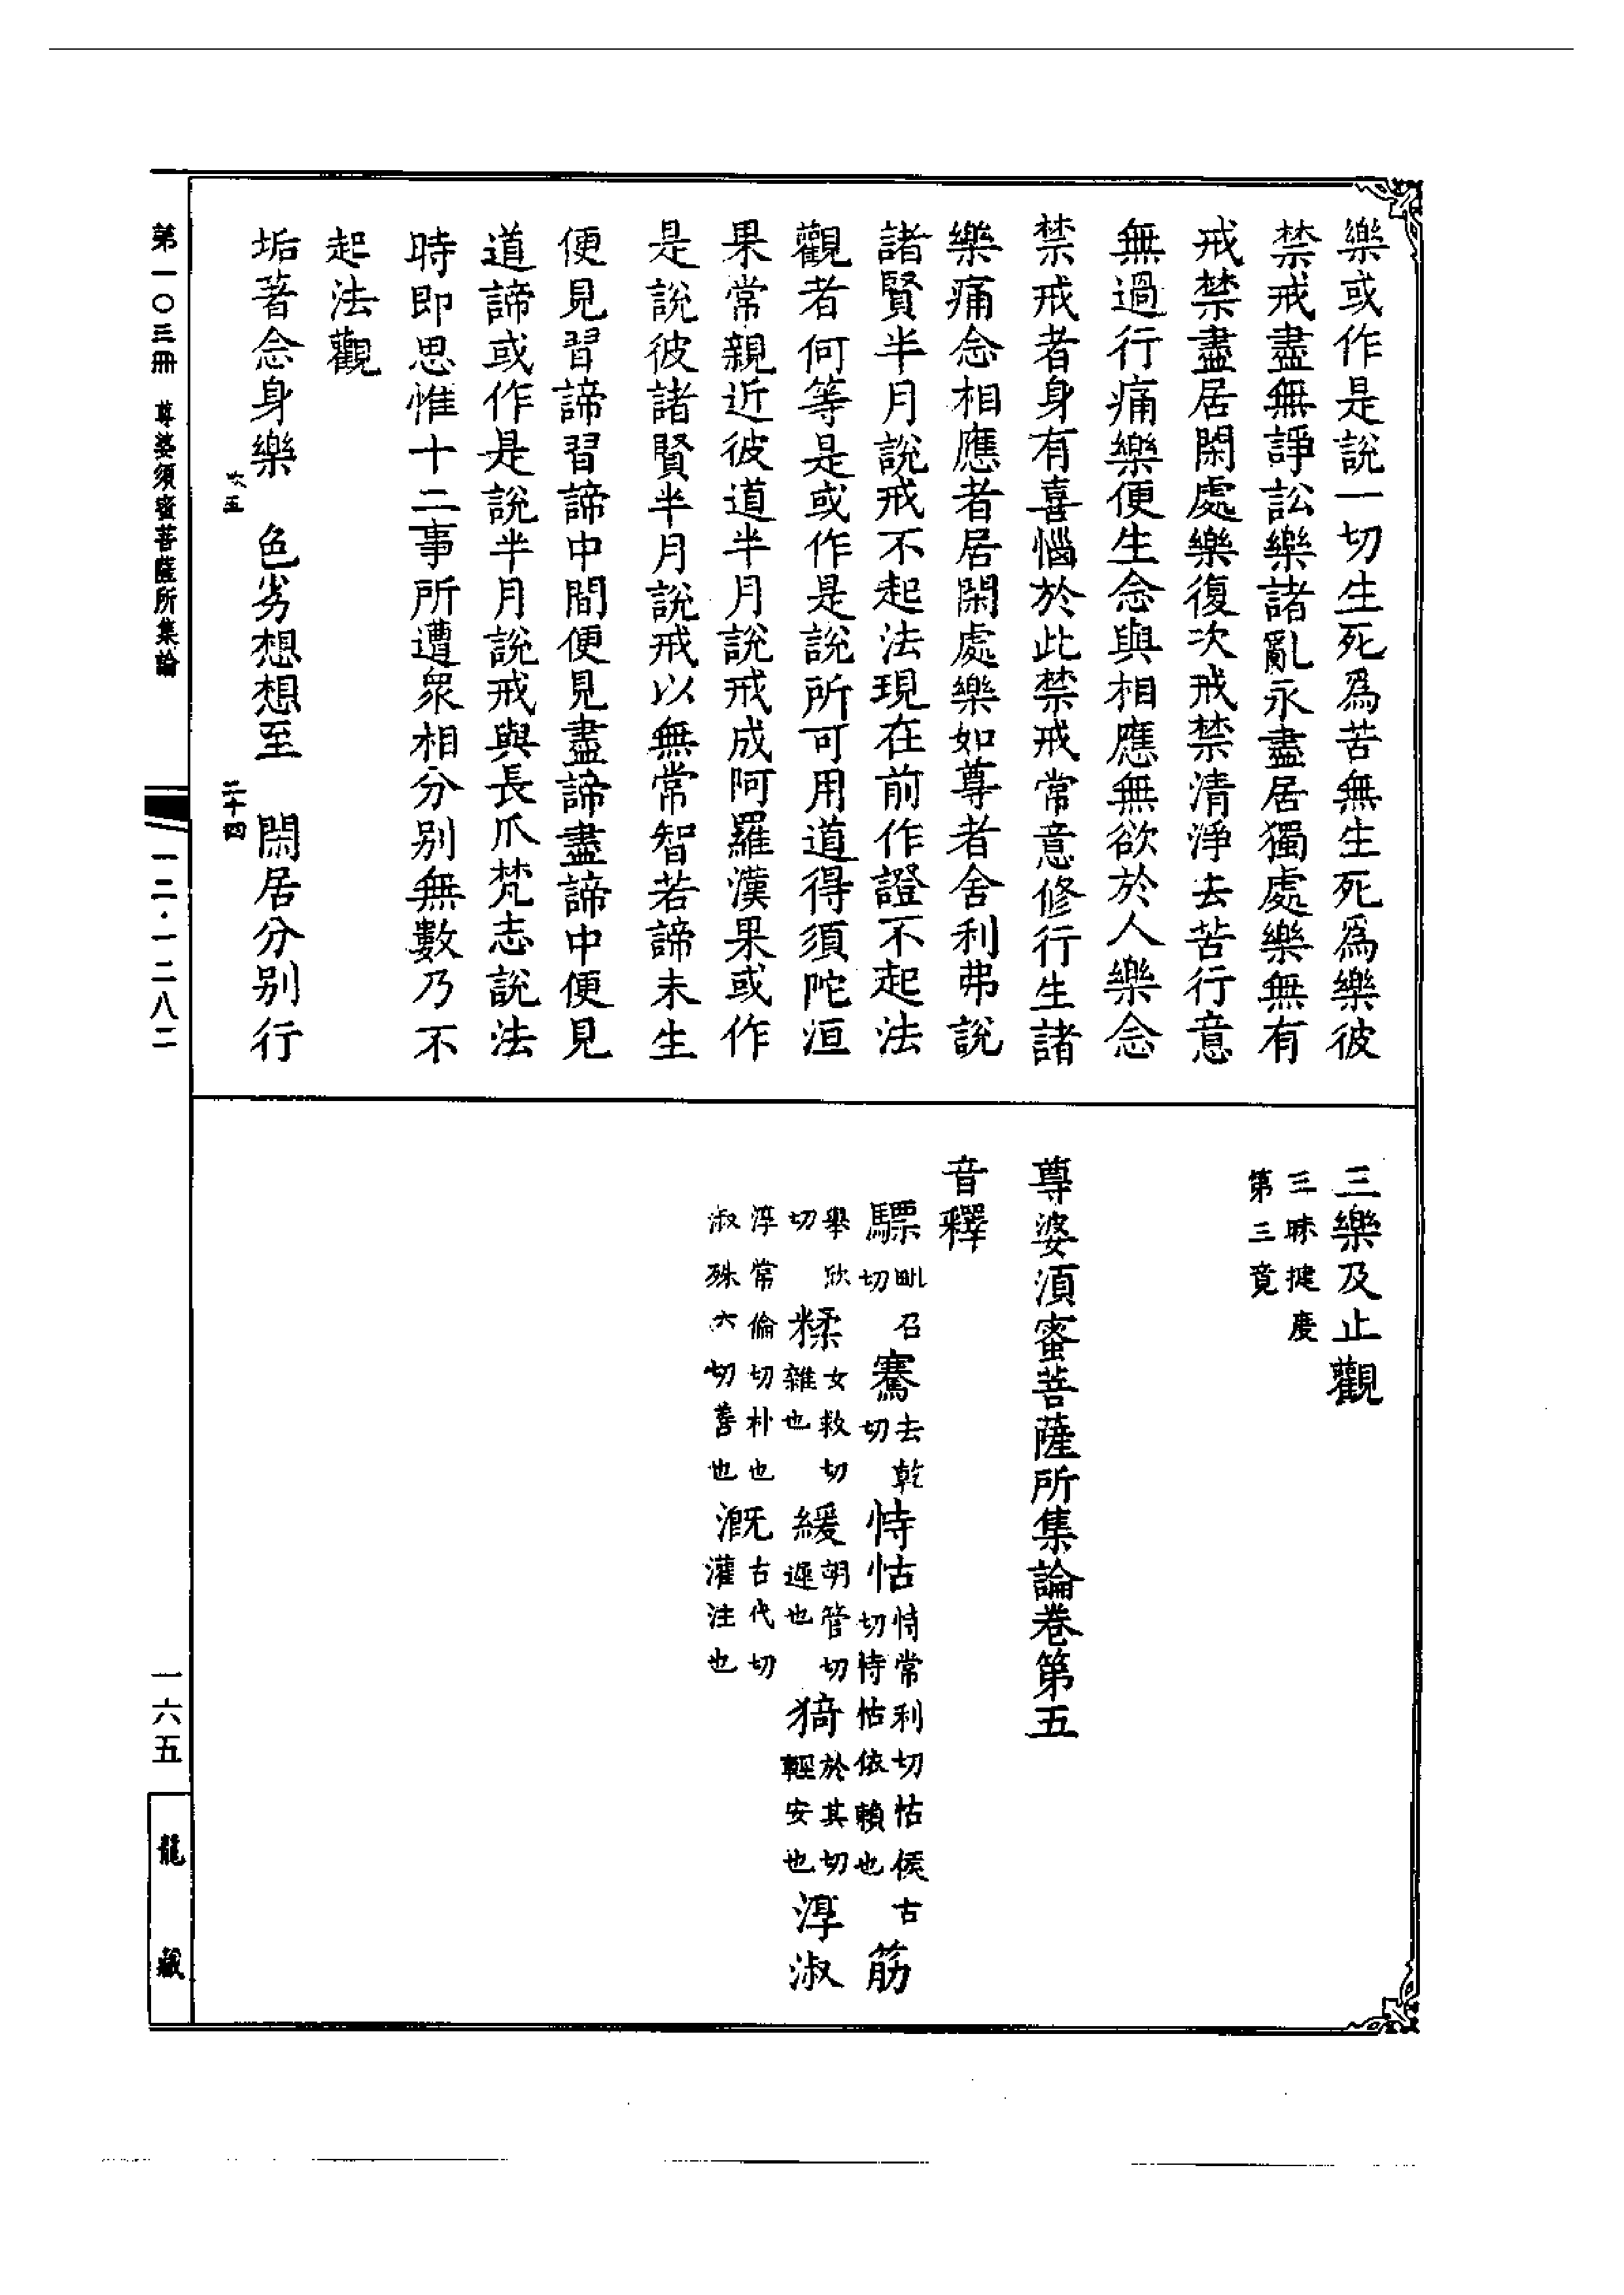 樂或作是說一切生死爲苦無生死爲樂彼
禁戒盡無諍訟樂諸亂永盡居獨處樂無有
戒禁盡居閑處樂復次戒禁清淨去苦行意
無過行痛樂便生念與相應無欲於人樂念
禁戒者身有喜惱於此禁戒常意修行生諸
樂痛念相應者居閑處樂如尊者舍利弗說
諸賢半月說戒不起法現在前作證不起法
觀者何等是或作是說所可用道得須陀洹
果常親近彼道半月說戒成阿羅漢果或作
是說彼諸賢半月說戒以無常智若諦未生
便見習諦習諦中間便見盡諦盡諦中便見
道諦或作是說半月說戒與長爪梵志說法
時即思惟十二事所遭衆相分別無數乃不
起法觀
垢著念身樂　色劣想想至　閑居分別行
三樂及止觀
三昧揵度
第三竟
尊婆須蜜菩薩所集論卷第五
音釋
驃毗召切騫去乾切恃怙恃常利切怙侯古切恃怙依賴也筋
舉欣切糅女救切雜也緩胡管切遲也猗於其切輕安也淳淑
淳常倫切朴也淑殊六切善也溉古代切灌注也
第一〇三冊　尊婆須蜜菩薩所集論
二十四
一二·一二八二
一六五
龍藏